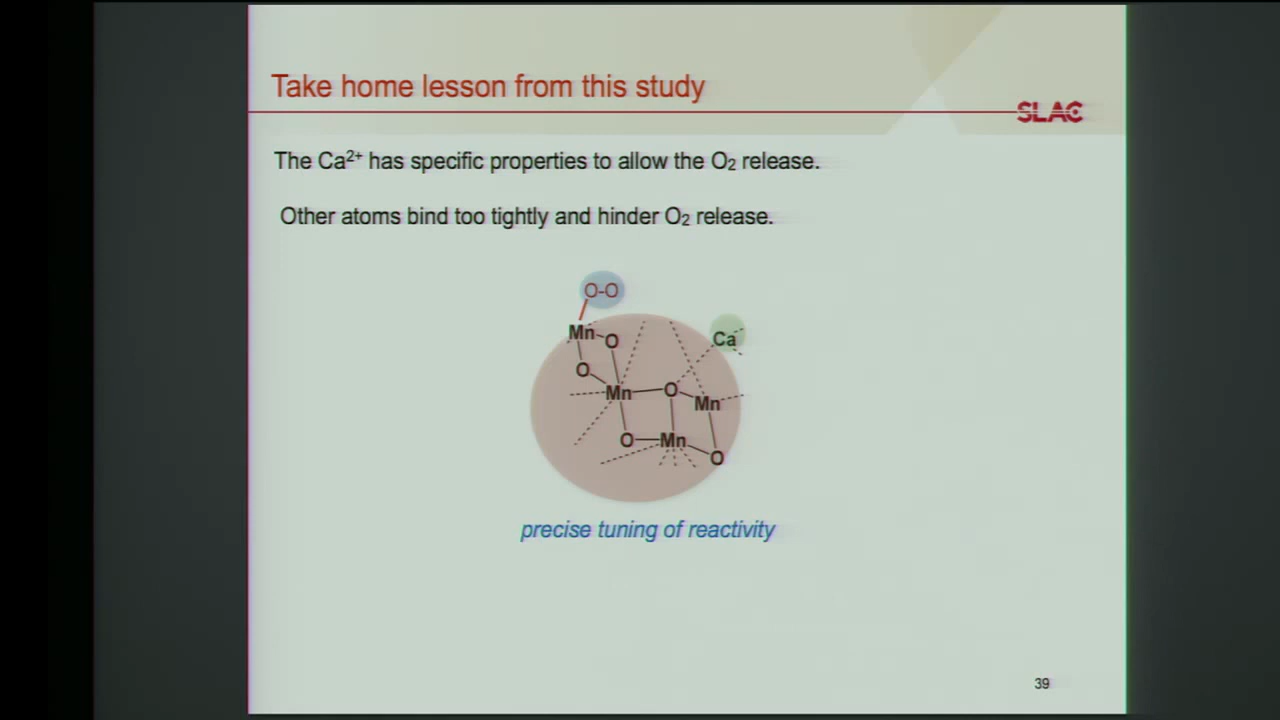 Take home lesson from this study
SLAC
The Ca²⁺ has specific properties to allow the O₂ release.
Other atoms bind too tightly and hinder O₂ release.
O-O
Mn O
Ca
O
Mn O Mn
O Mn O
precise tuning of reactivity
39